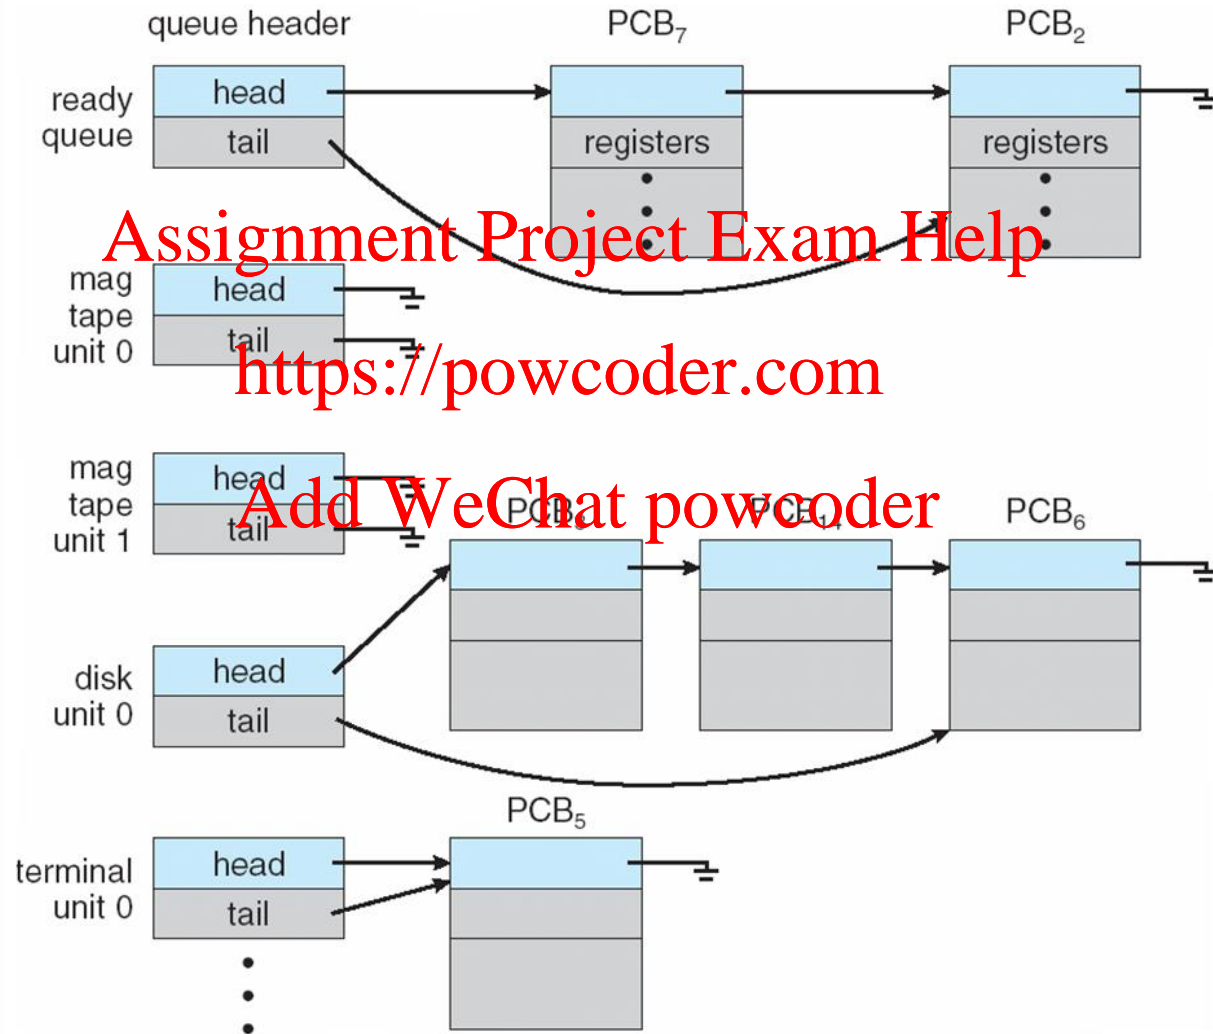 queue header
PCB7
PCB2
ready
queue
head
tail
registers
registers
Assignment Project Exam Help
mag
tape
unit 0
head
tail
https://powcoder.com
mag
tape
unit 1
head
tail
Add WeChat powcoder
PCB14
PCB6
disk
unit 0
head
tail
PCB5
terminal
unit 0
head
tail